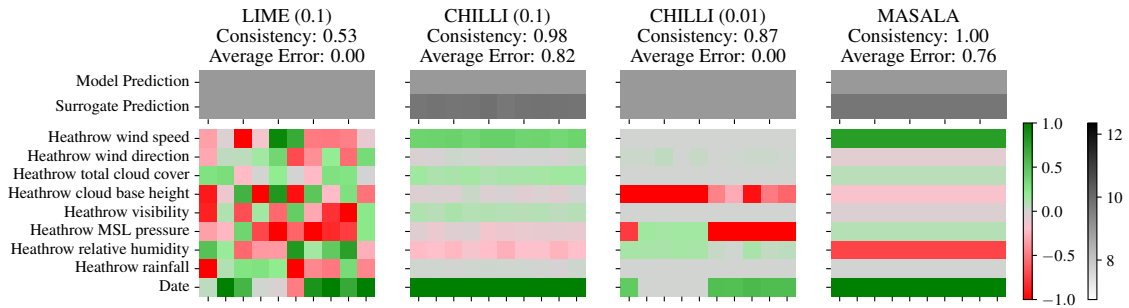 LIME (0.1)
Consistency: 0.53
Average Error: 0.00
CHILLI (0.1)
Consistency: 0.98
Average Error: 0.82
CHILLI (0.01)
Consistency: 0.87
Average Error: 0.00
MASALA
Consistency: 1.00
Average Error: 0.76
Model Prediction
Surrogate Prediction
Heathrow wind speed
Heathrow wind direction
Heathrow total cloud cover
Heathrow cloud base height
Heathrow visibility
Heathrow MSL pressure
Heathrow relative humidity
Heathrow rainfall
Date
1.0
0.5
0.0
−0.5
−1.0
12
10
8